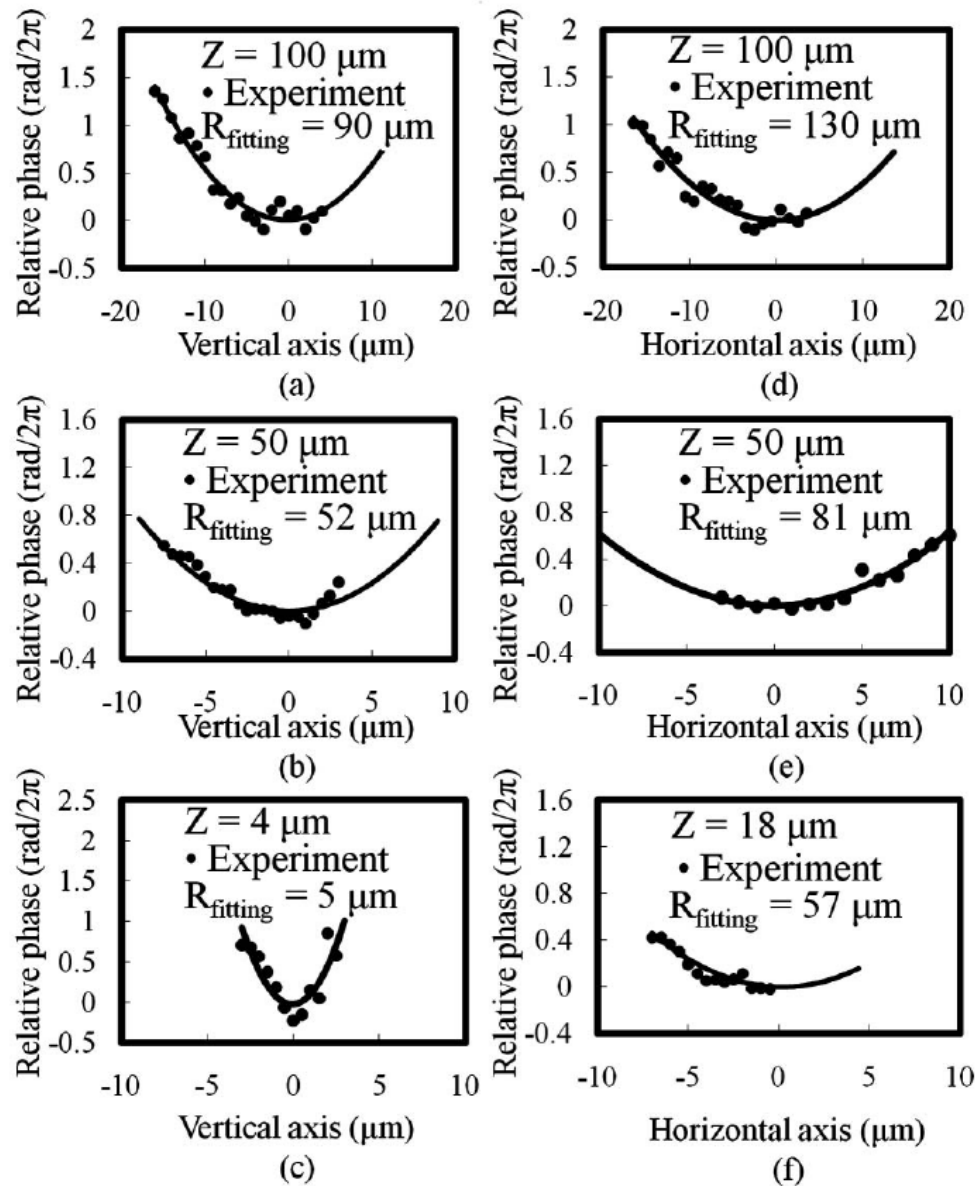 2
1.5
1
0.5
0
-0.5
Relative phase (rad/2π)
Z = 100 μm
• Experiment
R_fitting = 90 μm
-20 -10 0 10 20
Vertical axis (μm)
(a)
2
1.5
1
0.5
0
-0.5
Relative phase (rad/2π)
Z = 100 μm
• Experiment
R_fitting = 130 μm
-20 -10 0 10 20
Horizontal axis (μm)
(d)
1.6
1.2
0.8
0.4
0
-0.4
Relative phase (rad/2π)
Z = 50 μm
• Experiment
R_fitting = 52 μm
-10 -5 0 5 10
Vertical axis (μm)
(b)
1.6
1.2
0.8
0.4
0
-0.4
Relative phase (rad/2π)
Z = 50 μm
• Experiment
R_fitting = 81 μm
-10 -5 0 5 10
Horizontal axis (μm)
(e)
2.5
2
1.5
1
0.5
0
-0.5
Relative phase (rad/2π)
Z = 4 μm
• Experiment
R_fitting = 5 μm
-10 -5 0 5 10
Vertical axis (μm)
(c)
1.6
1.2
0.8
0.4
0
-0.4
Relative phase (rad/2π)
Z = 18 μm
• Experiment
R_fitting = 57 μm
-10 -5 0 5 10
Horizontal axis (μm)
(f)